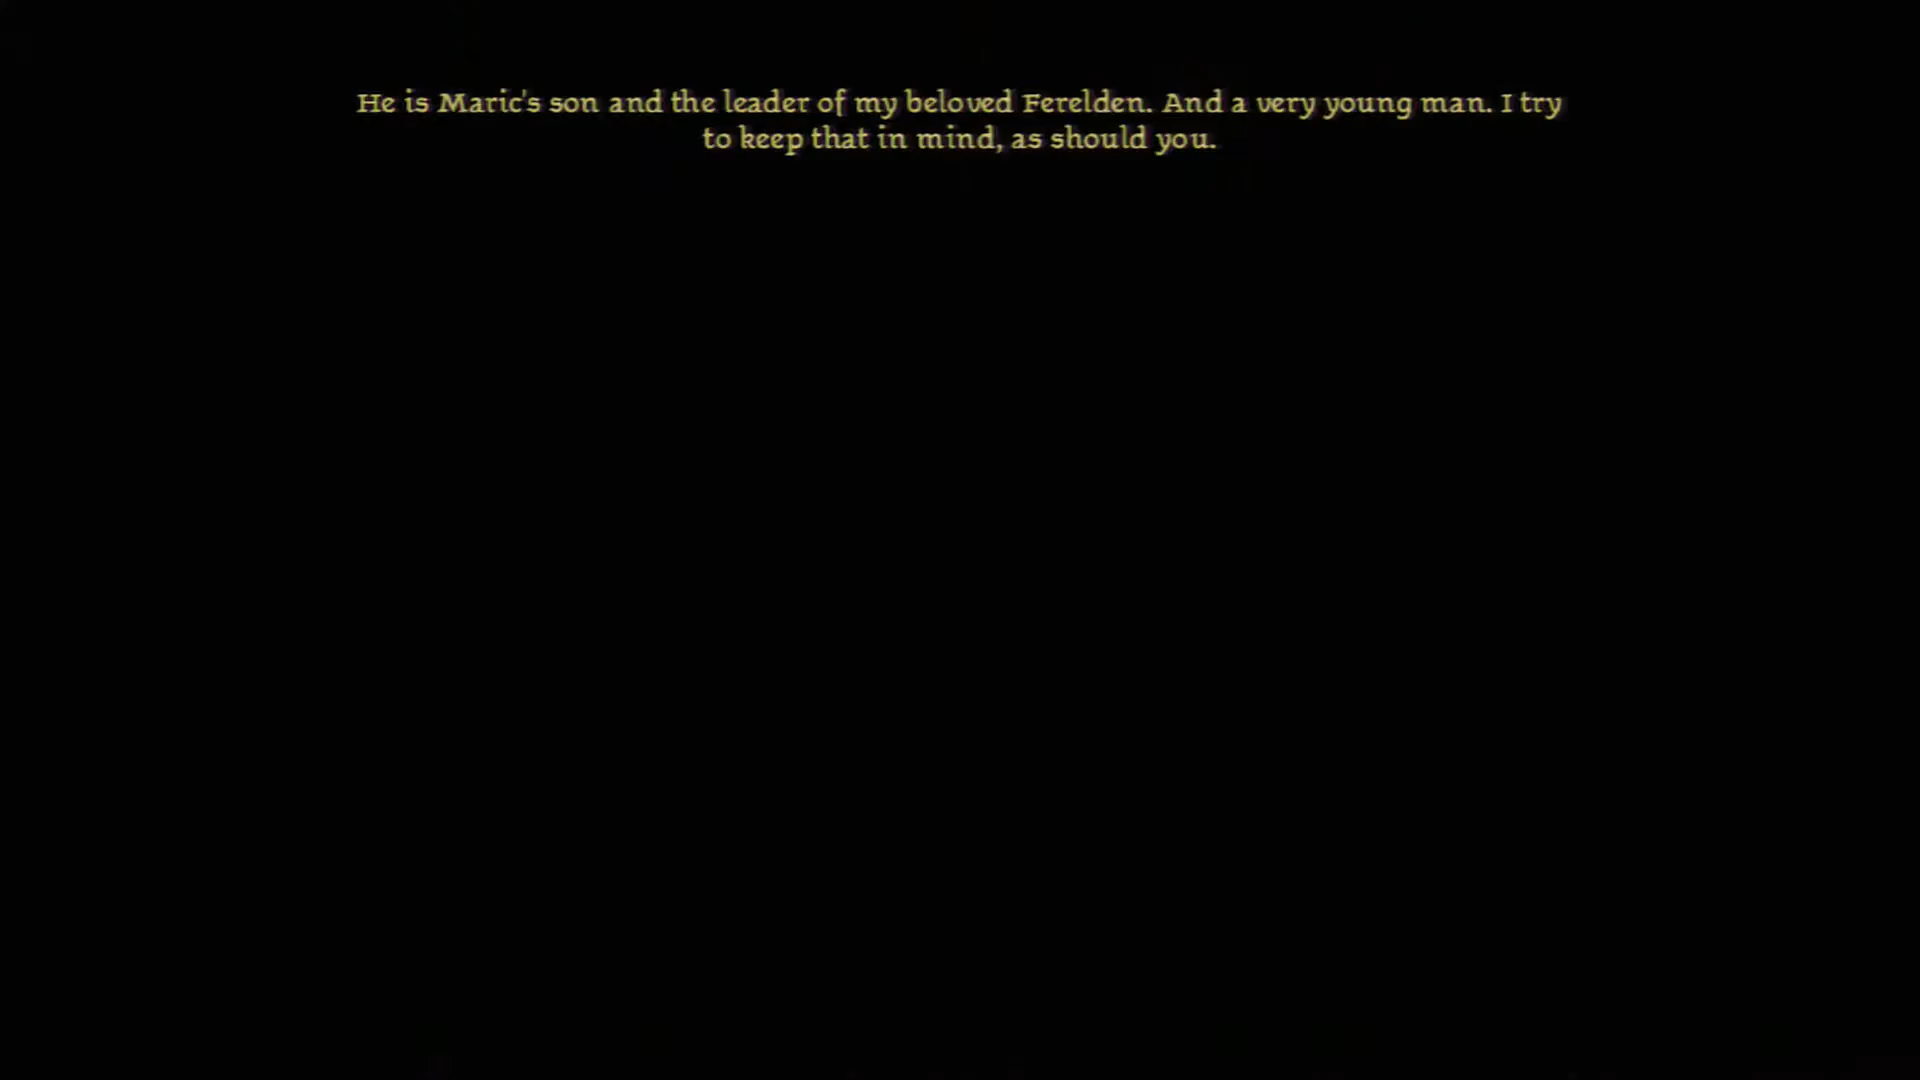 He is Maric's son and the leader of my beloved Ferelden. And a very young man. I try
to keep that in mind, as should you.